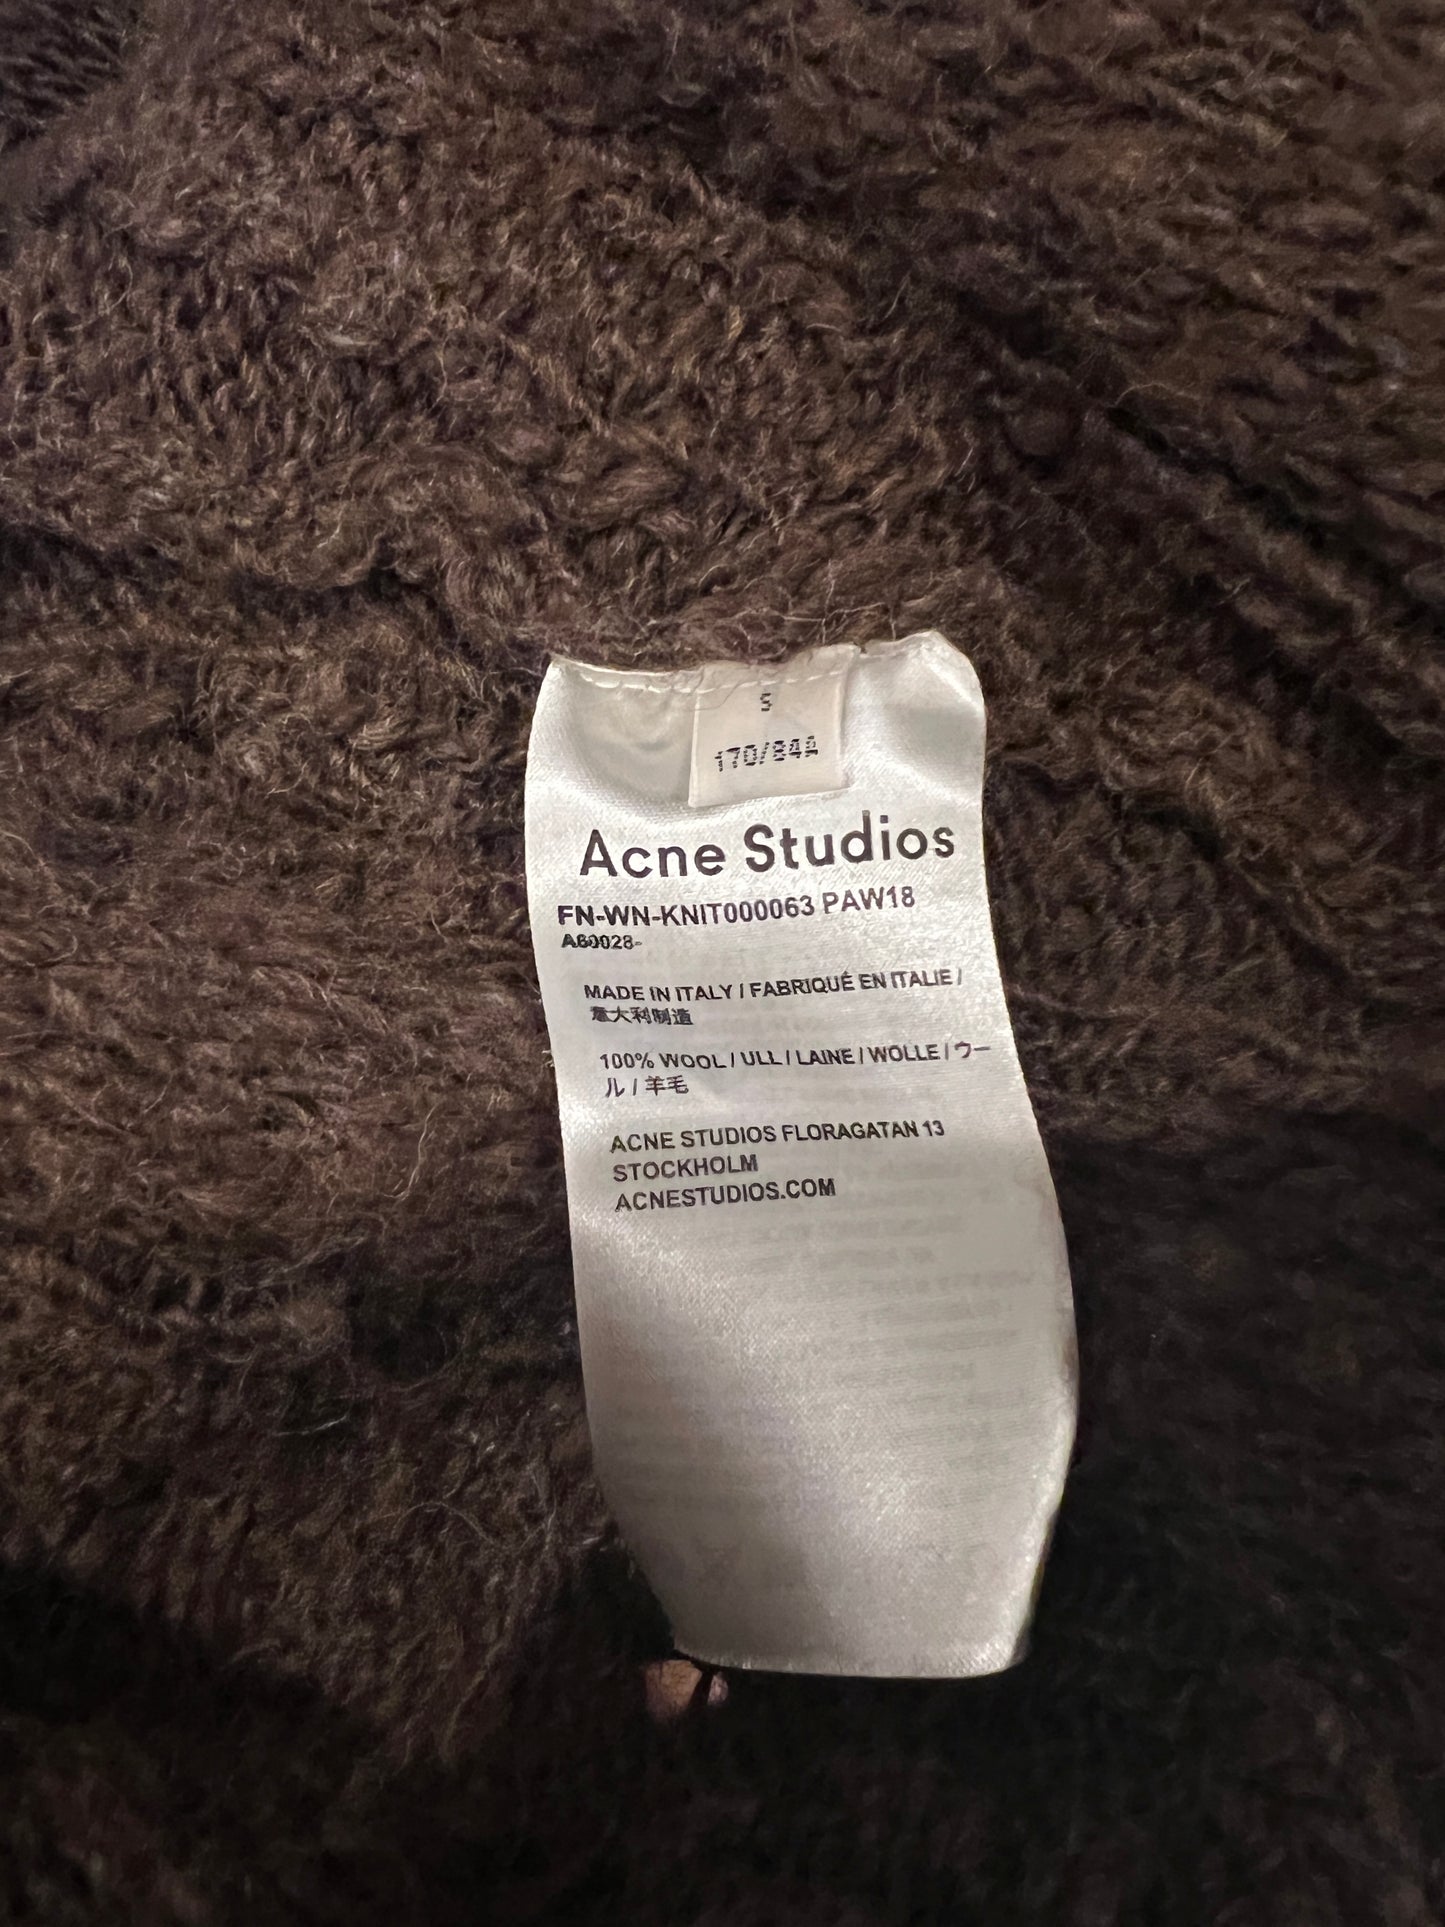 S
170/84A
Acne Studios
FN-WN-KNIT000063 PAW18
A60028-
MADE IN ITALY / FABRIQUÉ EN ITALIE /
意大利制造
100% WOOL / ULL / LAINE / WOLLE / ウー
ル / 羊毛
ACNE STUDIOS FLORAGATAN 13
STOCKHOLM
ACNESTUDIOS.COM